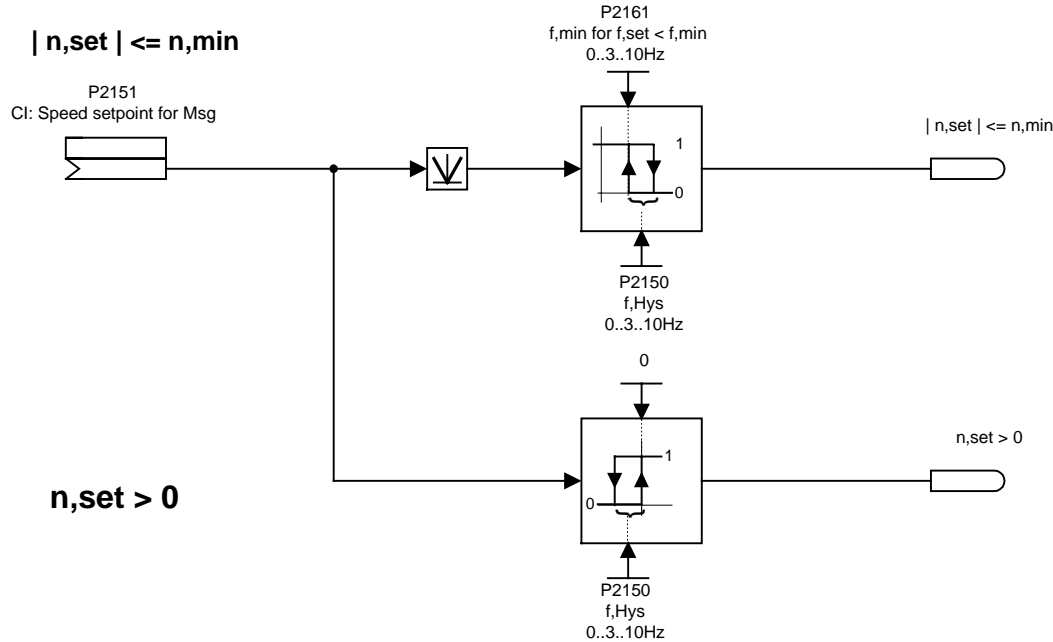 | n,set | <= n,min
P2151
CI: Speed setpoint for Msg
P2161
f,min for f,set < f,min
0..3..10Hz
1
0
P2150
f,Hys
0..3..10Hz
| n,set | <= n,min
n,set > 0
0
1
0
P2150
f,Hys
0..3..10Hz
n,set > 0